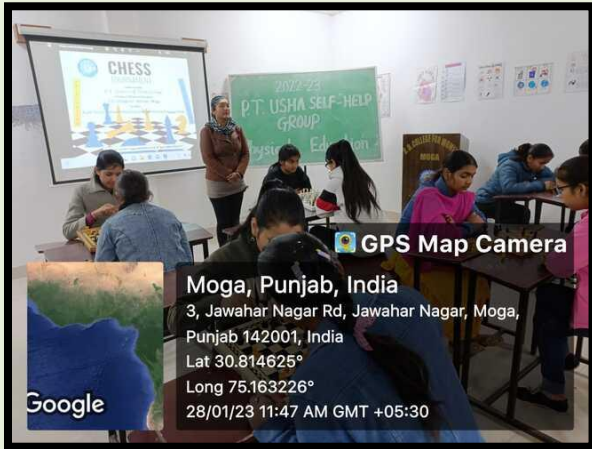 CHESS
2022-23
P.T. USHA SELF-HELP
GROUP
Education
MOGA
GPS Map Camera
Moga, Punjab, India
3, Jawahar Nagar Rd, Jawahar Nagar, Moga,
Punjab 142001, India
Lat 30.814625°
Long 75.163226°
28/01/23 11:47 AM GMT +05:30
Google